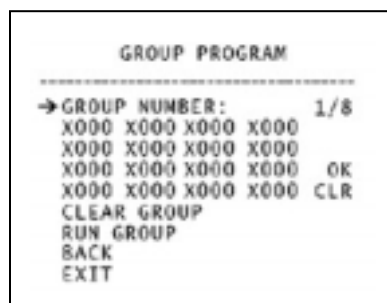 GROUP PROGRAM
→GROUP NUMBER: 1/8
X000 X000 X000 X000
X000 X000 X000 X000
X000 X000 X000 X000 OK
X000 X000 X000 X000 CLR
CLEAR GROUP
RUN GROUP
BACK
EXIT